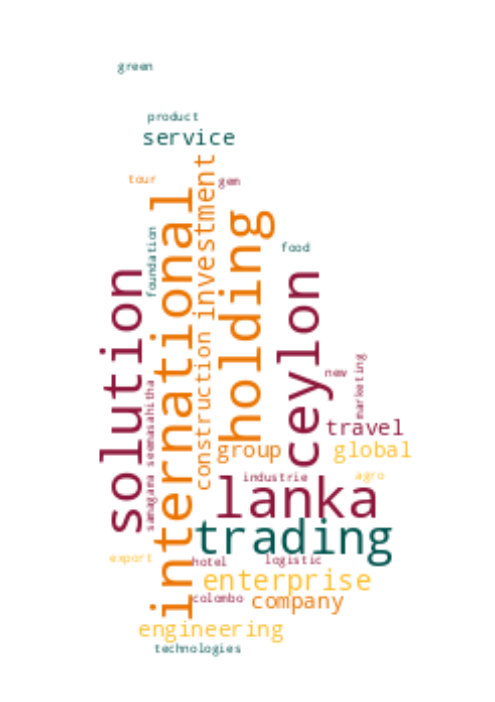 green
product
service
tour
gem
investment
international
holding
foundation
food
solution
ceylon
construction
new
marketing
samagama seemasahitha
travel
group
global
industrie
agro
lanka
trading
export
hotel
logistic
enterprise
colombo
company
engineering
technologies